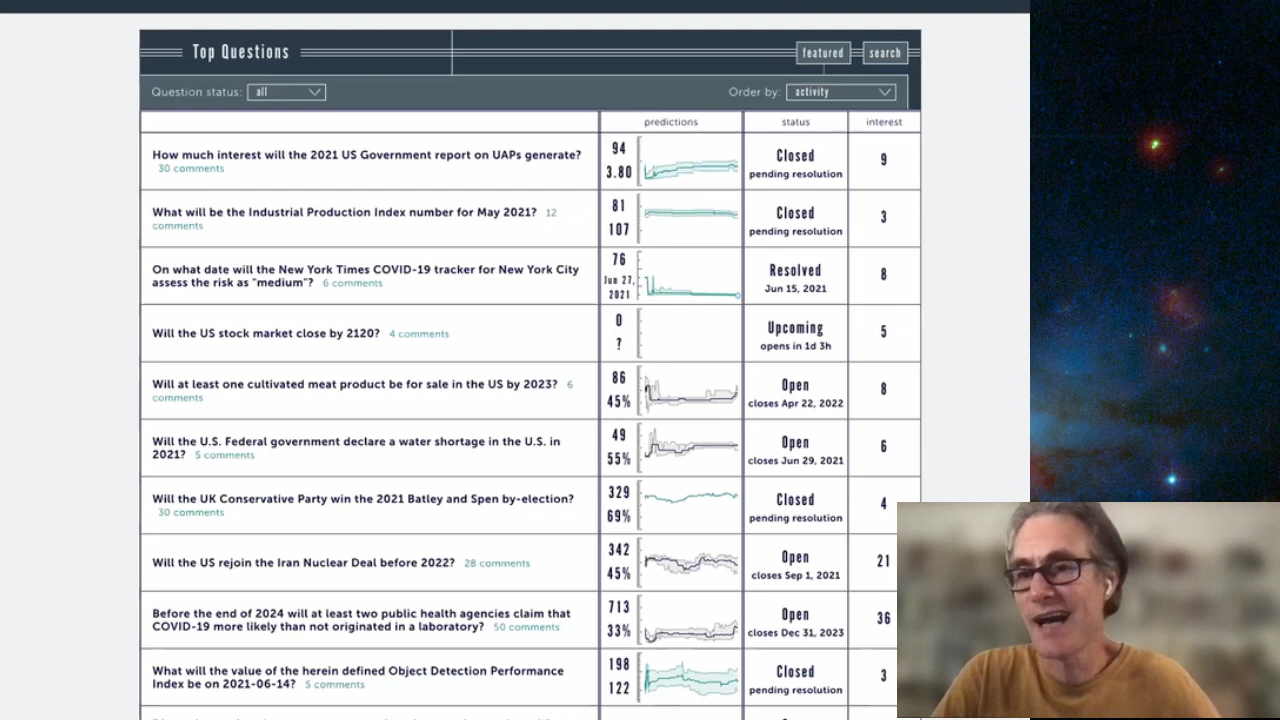 Top Questions
featured
search
Question status:
all
Order by:
activity
predictions
status
interest
How much interest will the 2021 US Government report on UAPs generate?
30 comments
94
3.80
Closed
pending resolution
9
What will be the Industrial Production Index number for May 2021? 12
comments
81
107
Closed
pending resolution
3
On what date will the New York Times COVID-19 tracker for New York City
assess the risk as "medium"? 6 comments
76
Jun 27,
2021
Resolved
Jun 15, 2021
8
Will the US stock market close by 2120? 4 comments
0
?
Upcoming
opens in 1d 3h
5
Will at least one cultivated meat product be for sale in the US by 2023? 6
comments
86
45%
Open
closes Apr 22, 2022
8
Will the U.S. Federal government declare a water shortage in the U.S. in
2021? 5 comments
49
55%
Open
closes Jun 29, 2021
6
Will the UK Conservative Party win the 2021 Batley and Spen by-election?
30 comments
329
69%
Closed
pending resolution
4
Will the US rejoin the Iran Nuclear Deal before 2022? 28 comments
342
45%
Open
closes Sep 1, 2021
21
Before the end of 2024 will at least two public health agencies claim that
COVID-19 more likely than not originated in a laboratory? 50 comments
713
33%
Open
closes Dec 31, 2023
36
What will the value of the herein defined Object Detection Performance
Index be on 2021-06-14? 5 comments
198
122
Closed
pending resolution
3